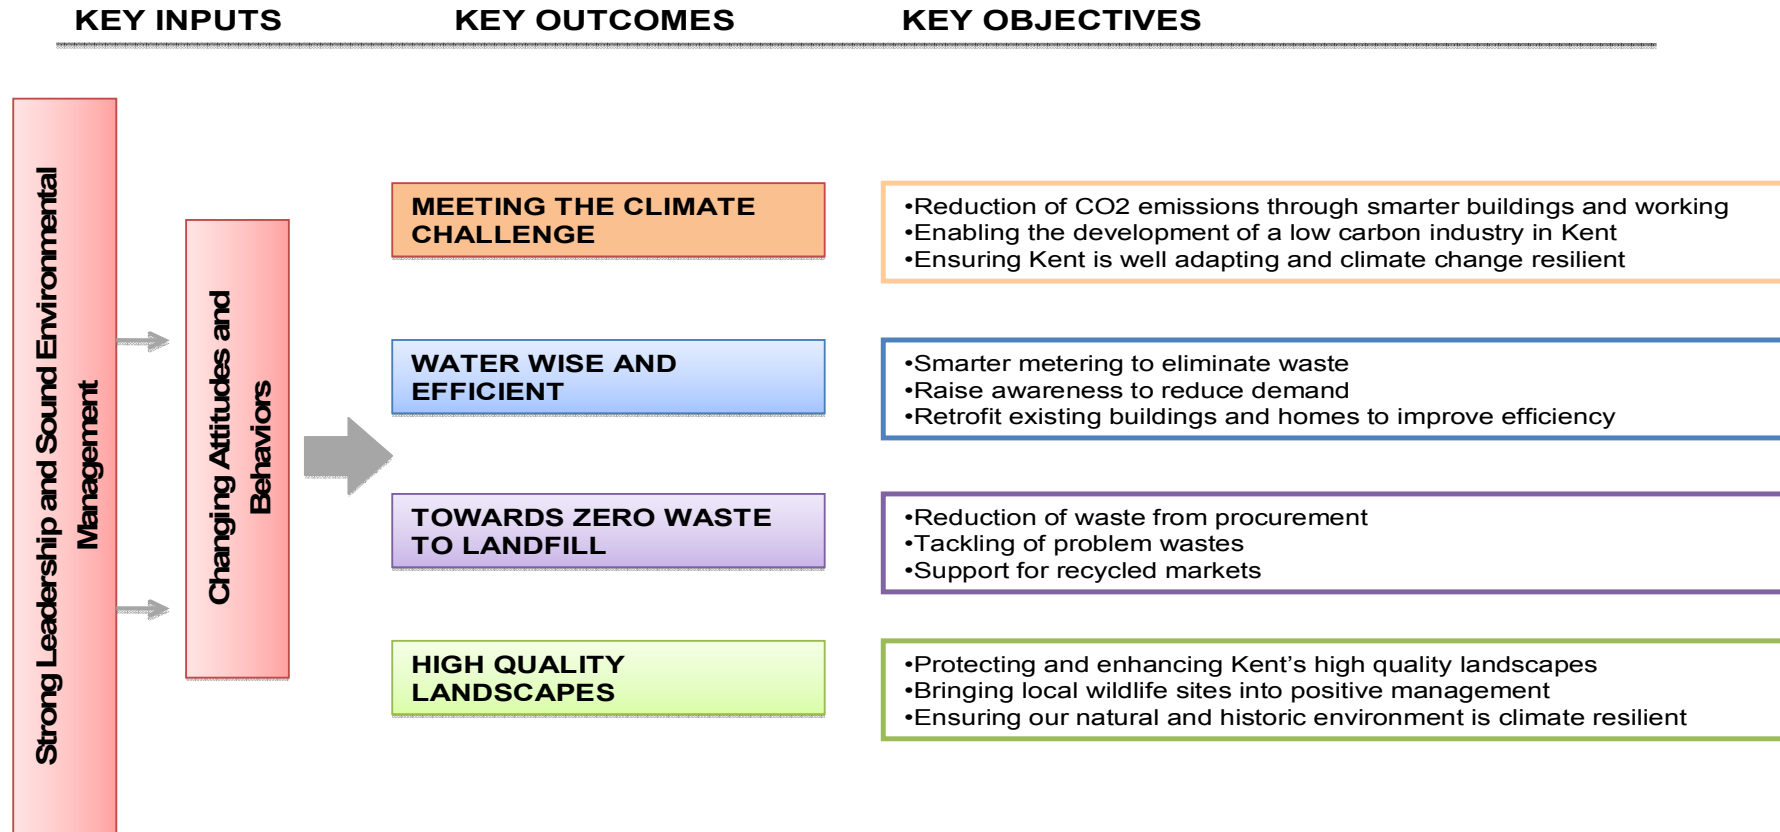 KEY INPUTS KEY OUTCOMES KEY OBJECTIVES
Strong Leadership and Sound Environmental
Management
Changing Attitudes and
Behaviors
MEETING THE CLIMATE
CHALLENGE
•Reduction of CO2 emissions through smarter buildings and working
•Enabling the development of a low carbon industry in Kent
•Ensuring Kent is well adapting and climate change resilient
WATER WISE AND
EFFICIENT
•Smarter metering to eliminate waste
•Raise awareness to reduce demand
•Retrofit existing buildings and homes to improve efficiency
TOWARDS ZERO WASTE
TO LANDFILL
•Reduction of waste from procurement
•Tackling of problem wastes
•Support for recycled markets
HIGH QUALITY
LANDSCAPES
•Protecting and enhancing Kent’s high quality landscapes
•Bringing local wildlife sites into positive management
•Ensuring our natural and historic environment is climate resilient